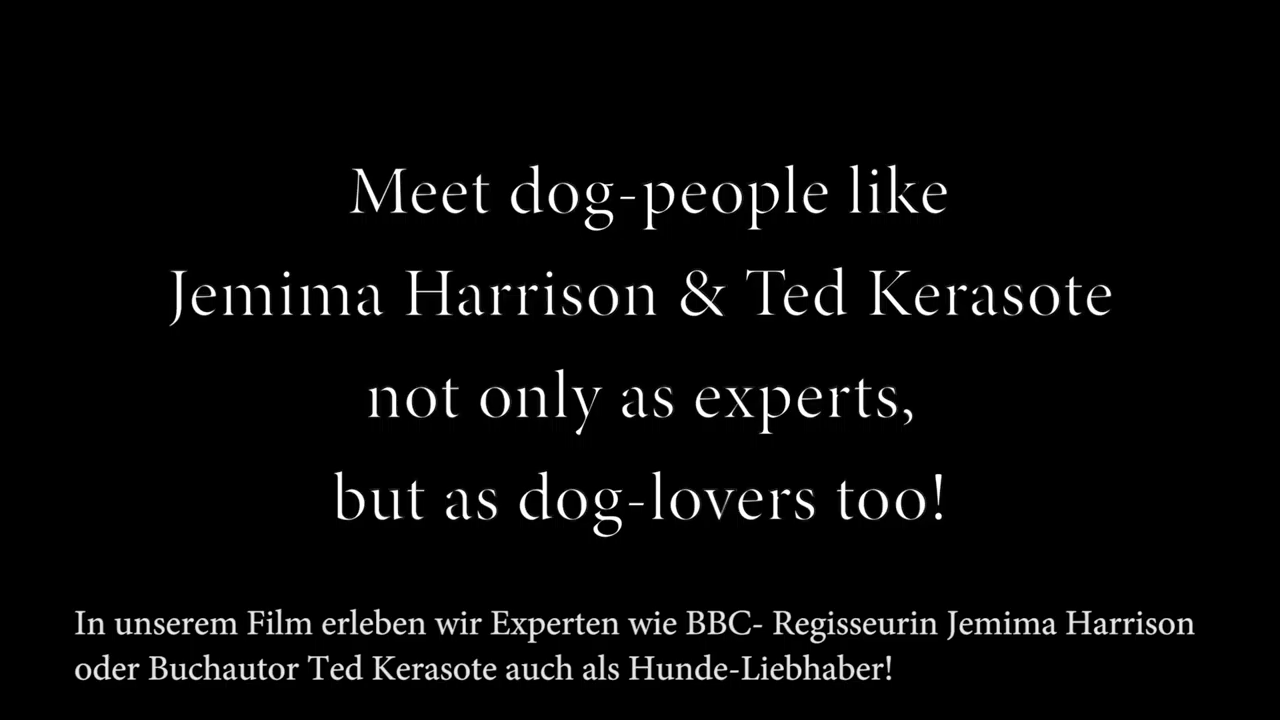 Meet dog-people like
Jemima Harrison & Ted Kerasote
not only as experts,
but as dog-lovers too!
In unserem Film erleben wir Experten wie BBC- Regisseurin Jemima Harrison
oder Buchautor Ted Kerasote auch als Hunde-Liebhaber!